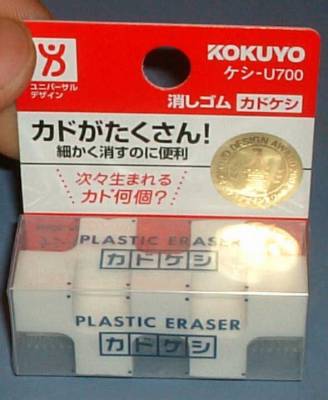 KOKUYO
ケシ-U700
ユニバーサル
デザイン
消しゴム カドケシ
カドがたくさん!
細かく消すのに便利
次々生まれる
カド何個?
PLASTIC ERASER
カドケシ
PLASTIC ERASER
カドケシ